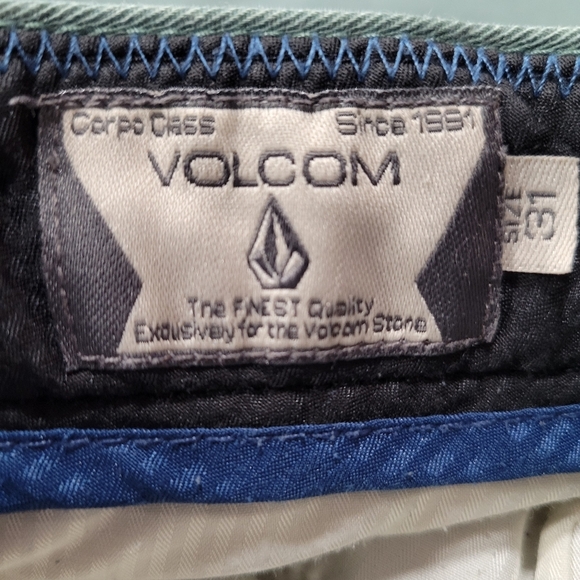 Corpo Class Since 1991
VOLCOM
The FINEST Quality
Exclusively for the Volcom Stone
SIZE
31